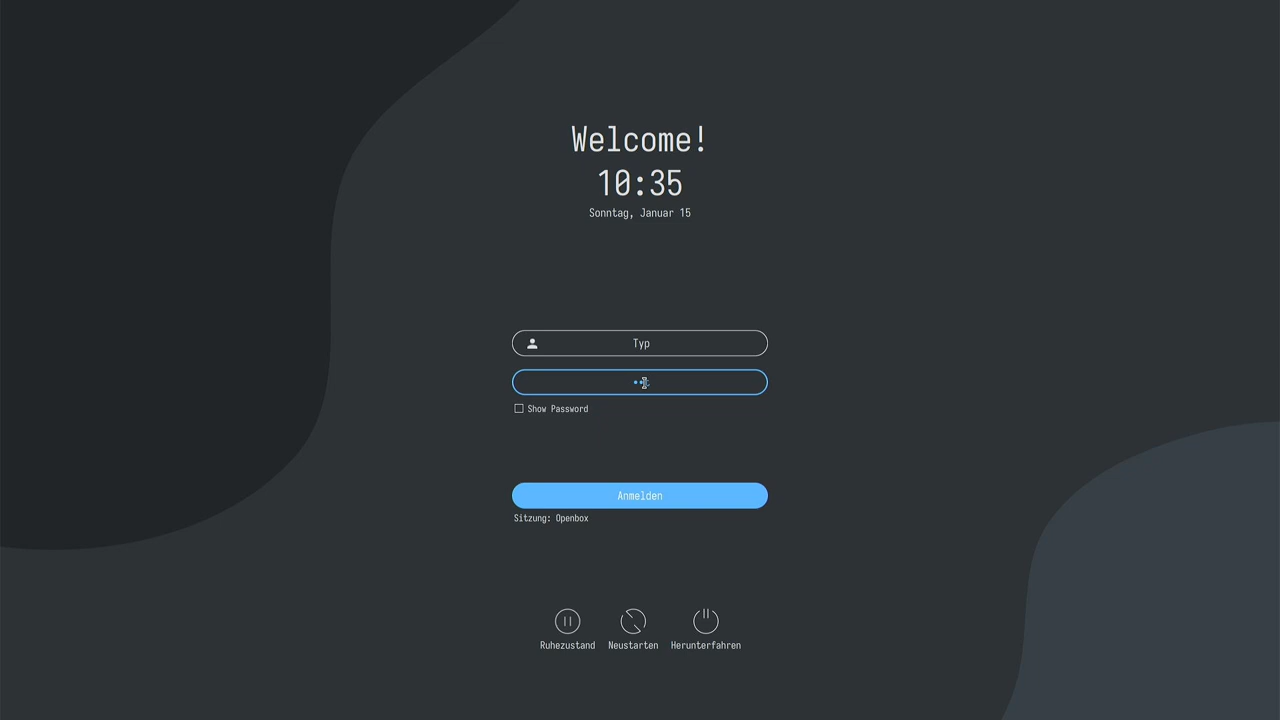 Welcome!
10:35
Sonntag, Januar 15
Typ
Show Password
Anmelden
Sitzung: Openbox
Ruhezustand
Neustarten
Herunterfahren